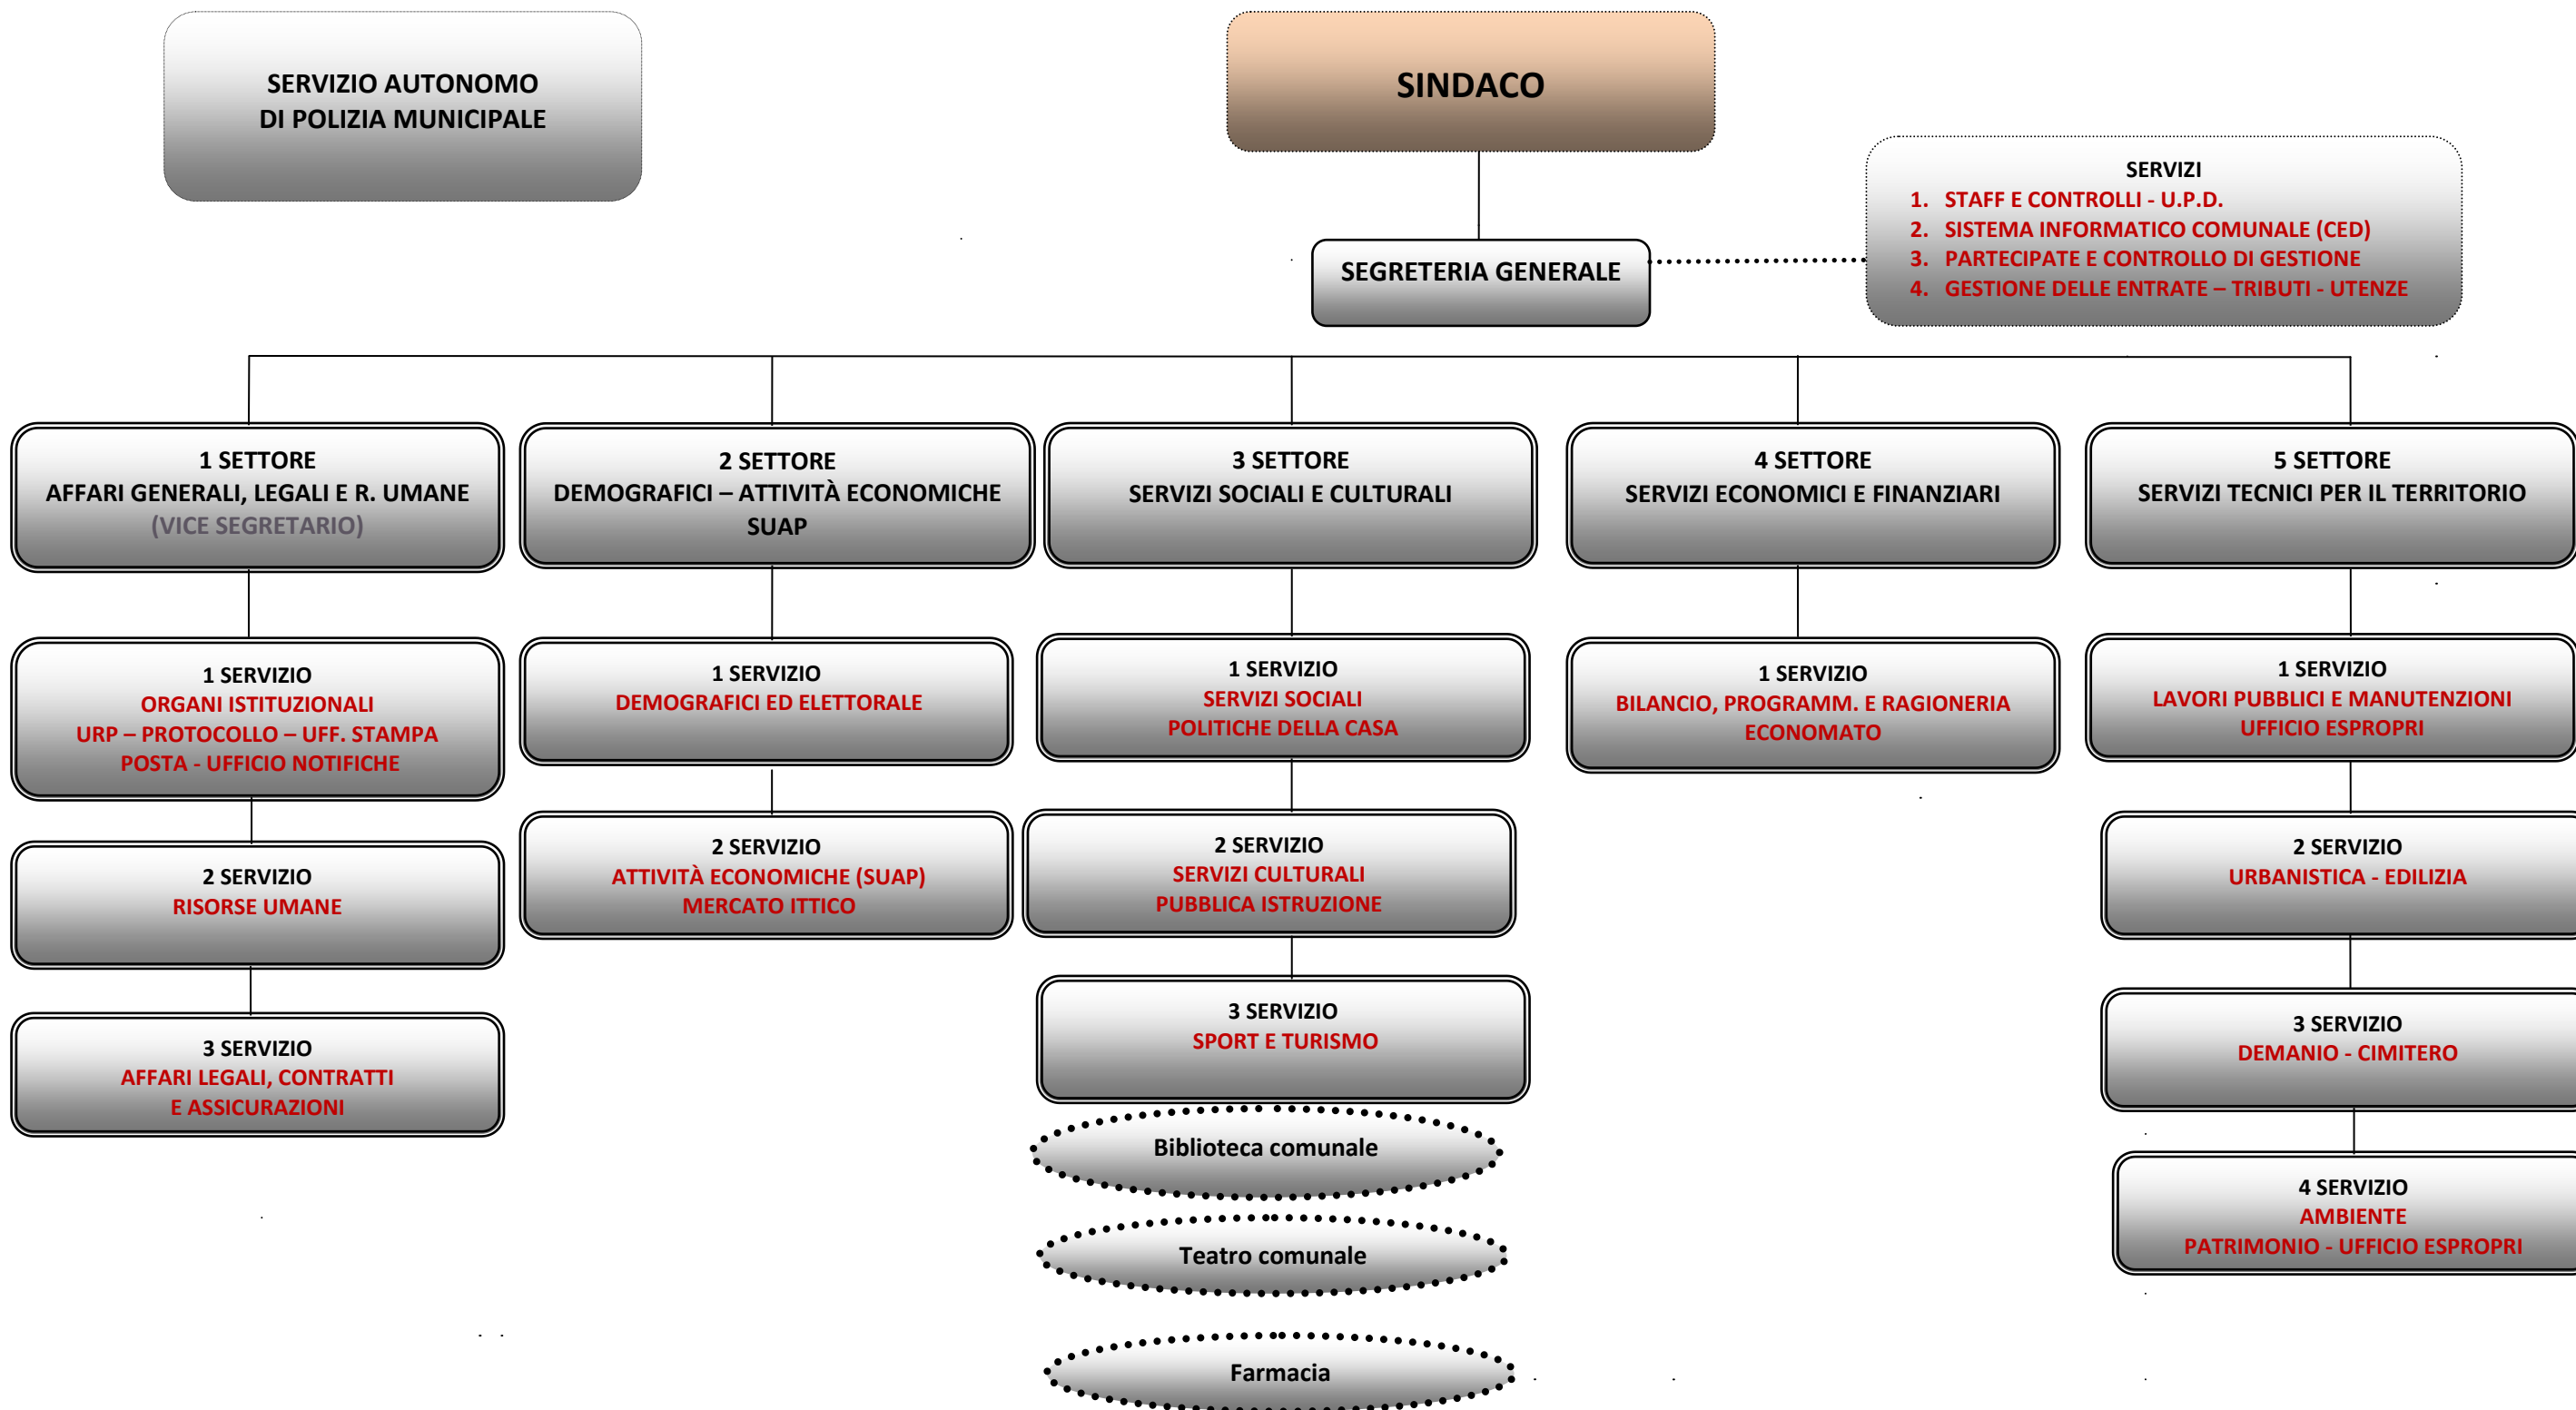 SERVIZIO AUTONOMO
DI POLIZIA MUNICIPALE
SINDACO
SEGRETERIA GENERALE
SERVIZI
1. STAFF E CONTROLLI - U.P.D.
2. SISTEMA INFORMATICO COMUNALE (CED)
3. PARTECIPATE E CONTROLLO DI GESTIONE
4. GESTIONE DELLE ENTRATE – TRIBUTI - UTENZE
1 SETTORE
AFFARI GENERALI, LEGALI E R. UMANE
(VICE SEGRETARIO)
2 SETTORE
DEMOGRAFICI – ATTIVITÀ ECONOMICHE
SUAP
3 SETTORE
SERVIZI SOCIALI E CULTURALI
4 SETTORE
SERVIZI ECONOMICI E FINANZIARI
5 SETTORE
SERVIZI TECNICI PER IL TERRITORIO
1 SERVIZIO
ORGANI ISTITUZIONALI
URP – PROTOCOLLO – UFF. STAMPA
POSTA - UFFICIO NOTIFICHE
1 SERVIZIO
DEMOGRAFICI ED ELETTORALE
1 SERVIZIO
SERVIZI SOCIALI
POLITICHE DELLA CASA
1 SERVIZIO
BILANCIO, PROGRAMM. E RAGIONERIA
ECONOMATO
1 SERVIZIO
LAVORI PUBBLICI E MANUTENZIONI
UFFICIO ESPROPRI
2 SERVIZIO
RISORSE UMANE
2 SERVIZIO
ATTIVITÀ ECONOMICHE (SUAP)
MERCATO ITTICO
2 SERVIZIO
SERVIZI CULTURALI
PUBBLICA ISTRUZIONE
2 SERVIZIO
URBANISTICA - EDILIZIA
3 SERVIZIO
AFFARI LEGALI, CONTRATTI
E ASSICURAZIONI
3 SERVIZIO
SPORT E TURISMO
3 SERVIZIO
DEMANIO - CIMITERO
Biblioteca comunale
Teatro comunale
Farmacia
4 SERVIZIO
AMBIENTE
PATRIMONIO - UFFICIO ESPROPRI